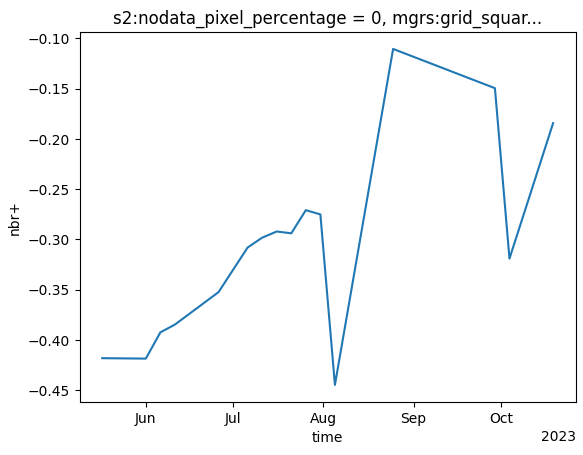 s2:nodata_pixel_percentage = 0, mgrs:grid_squar...
−0.10
−0.15
−0.20
−0.25
−0.30
−0.35
−0.40
−0.45
nbr+
Jun Jul Aug Sep Oct
time
2023